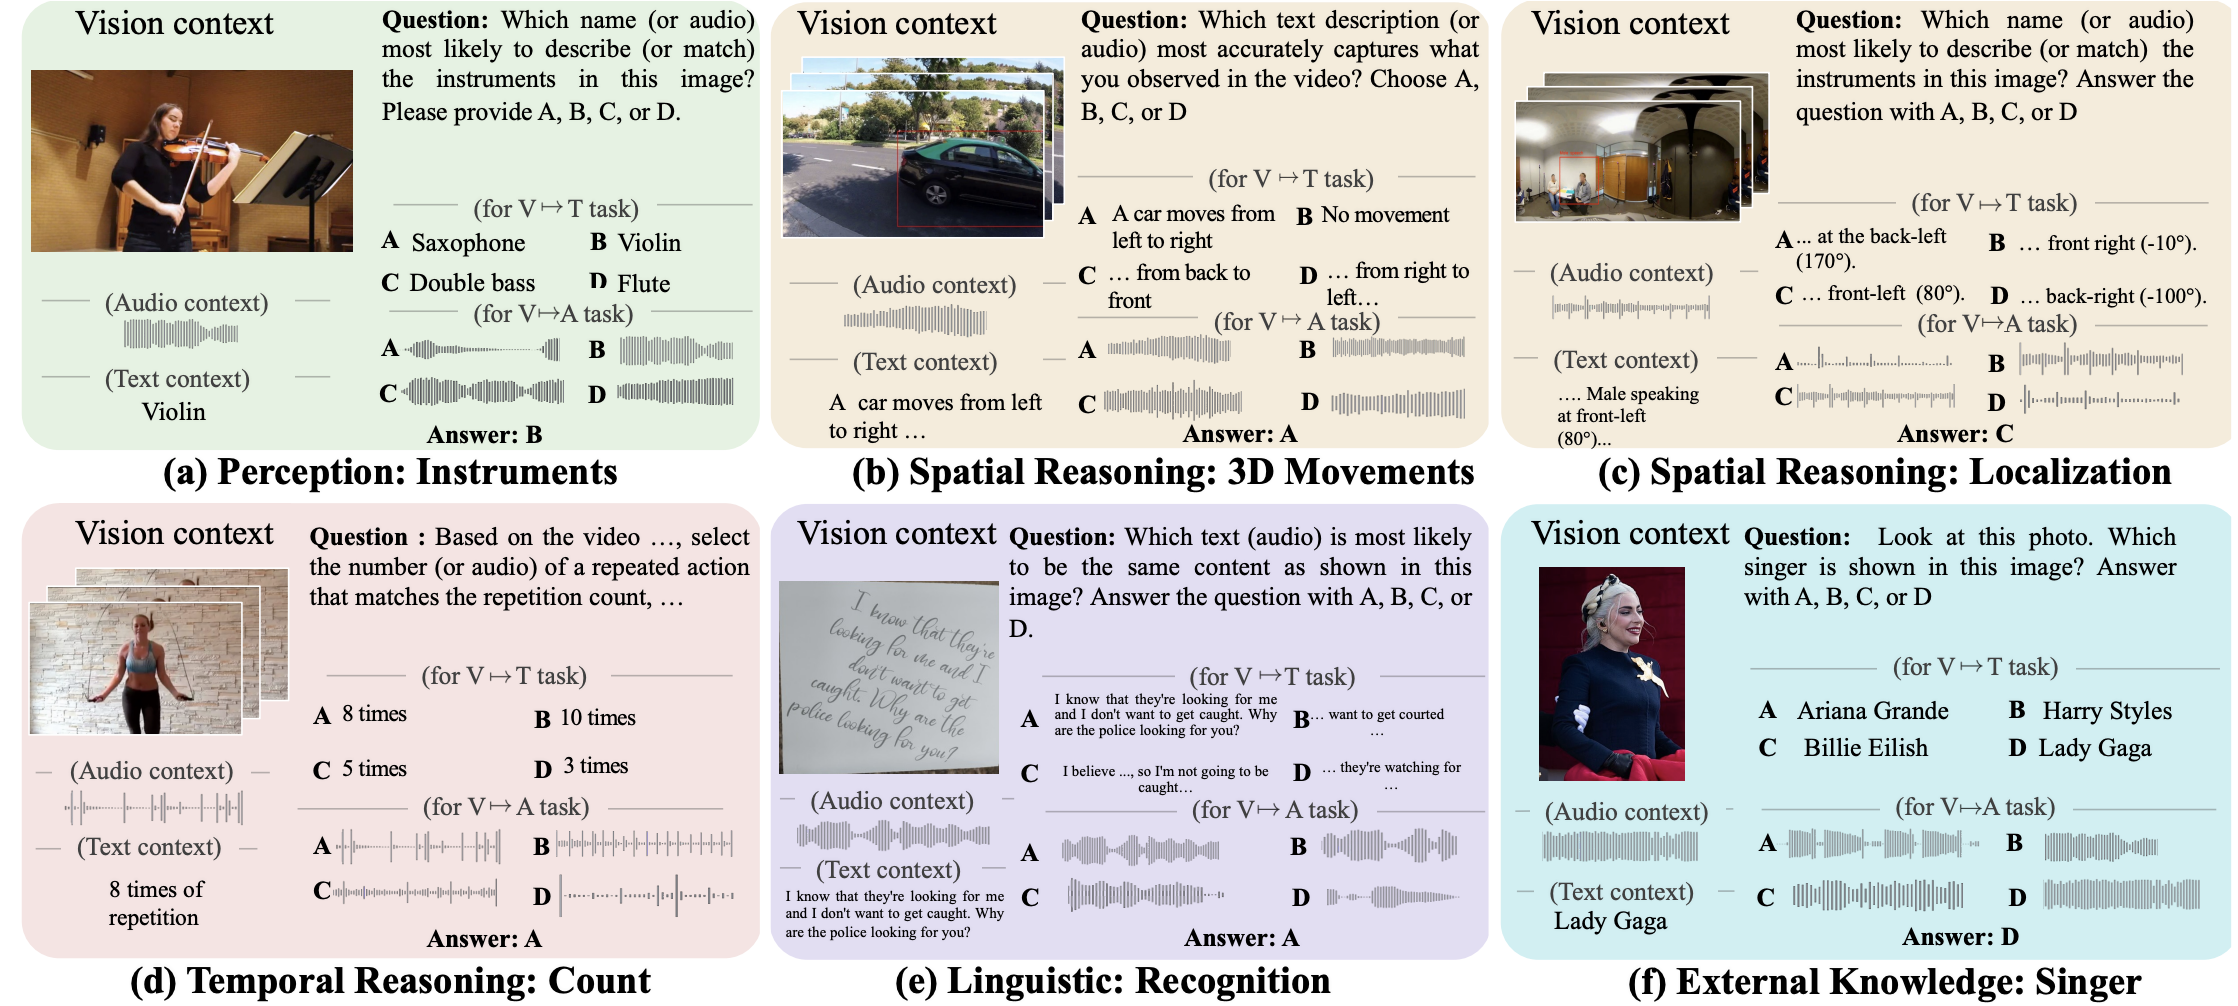 Vision context
Question: Which name (or audio)
most likely to describe (or match)
the instruments in this image?
Please provide A, B, C, or D.
(for V ↦ T task)
A Saxophone
B Violin
C Double bass
D Flute
(Audio context)
(for V↦A task)
A
B
(Text context)
Violin
C
D
Answer: B
(a) Perception: Instruments
Vision context
Question: Which text description (or
audio) most accurately captures what
you observed in the video? Choose A,
B, C, or D
(for V ↦ T task)
A A car moves from
left to right
B No movement
C … from back to
front
D … from right to
left…
(Audio context)
(for V ↦ A task)
A
B
(Text context)
A car moves from left
to right …
C
D
Answer: A
(b) Spatial Reasoning: 3D Movements
Vision context
Question: Which name (or audio)
most likely to describe (or match) the
instruments in this image? Answer the
question with A, B, C, or D
(for V ↦ T task)
A ... at the back-left
(170°).
B … front right (-10°).
C … front-left (80°).
D … back-right (-100°).
(Audio context)
(for V↦A task)
A
B
(Text context)
…. Male speaking
at front-left
(80°)...
C
D
Answer: C
(c) Spatial Reasoning: Localization
Vision context
Question : Based on the video …, select
the number (or audio) of a repeated action
that matches the repetition count, …
(for V ↦ T task)
A 8 times
B 10 times
C 5 times
D 3 times
(Audio context)
(for V ↦ A task)
A
B
(Text context)
8 times of
repetition
C
D
Answer: A
(d) Temporal Reasoning: Count
Vision context
Question: Which text (audio) is most likely
to be the same content as shown in this
image? Answer the question with A, B, C, or
D.
I know that they're
looking for me and I
don't want to get
caught. Why are the
police looking for you?
(for V ↦ T task)
A I know that they're looking for me
and I don't want to get caught. Why
are the police looking for you?
B … want to get courted
…
C I believe ..., so I'm not going to be
caught…
D … they're watching for
…
(Audio context)
(for V ↦ A task)
A
B
(Text context)
I know that they're looking for me
and I don't want to get caught. Why
are the police looking for you?
C
D
Answer: A
(e) Linguistic: Recognition
Vision context
Question: Look at this photo. Which
singer is shown in this image? Answer
with A, B, C, or D
(for V ↦ T task)
A Ariana Grande
B Harry Styles
C Billie Eilish
D Lady Gaga
(Audio context)
(for V↦A task)
A
B
(Text context)
Lady Gaga
C
D
Answer: D
(f) External Knowledge: Singer